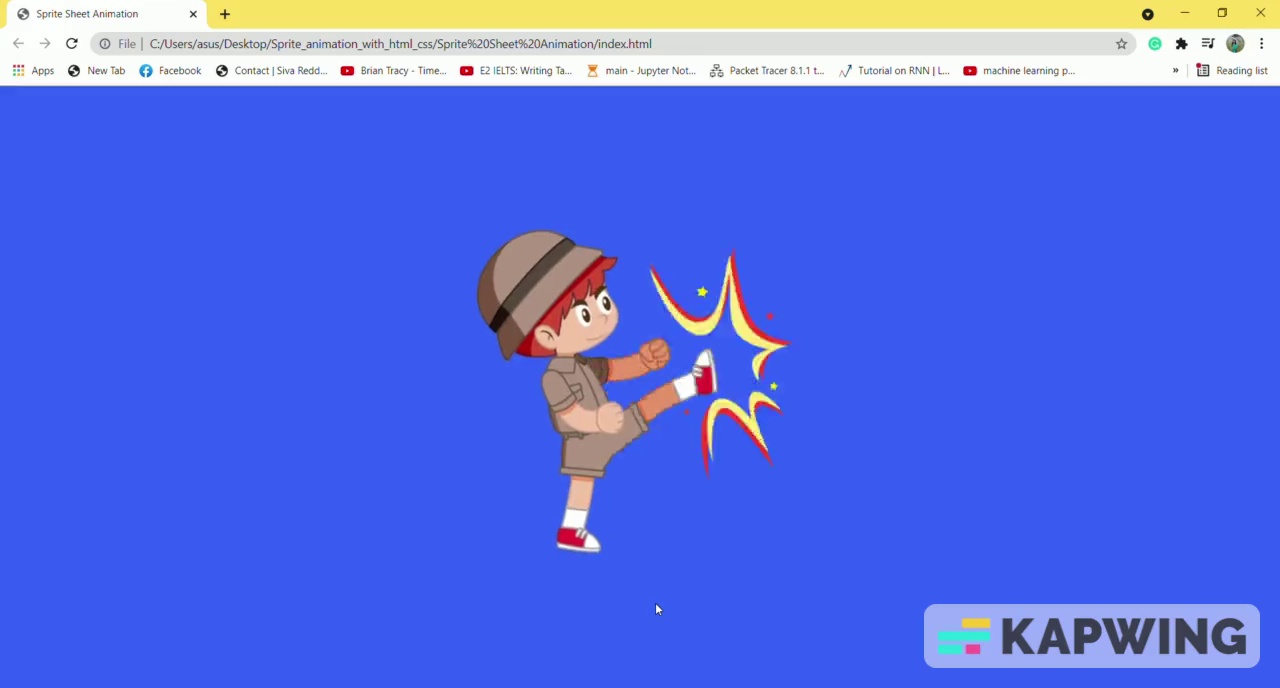 Sprite Sheet Animation
File | C:/Users/asus/Desktop/Sprite_animation_with_html_css/Sprite%20Sheet%20Animation/index.html
Apps New Tab Facebook Contact | Siva Redd... Brian Tracy - Time... E2 IELTS: Writing Ta... main - Jupyter Not... Packet Tracer 8.1.1 t... Tutorial on RNN | L... machine learning p... » Reading list
KAPWING